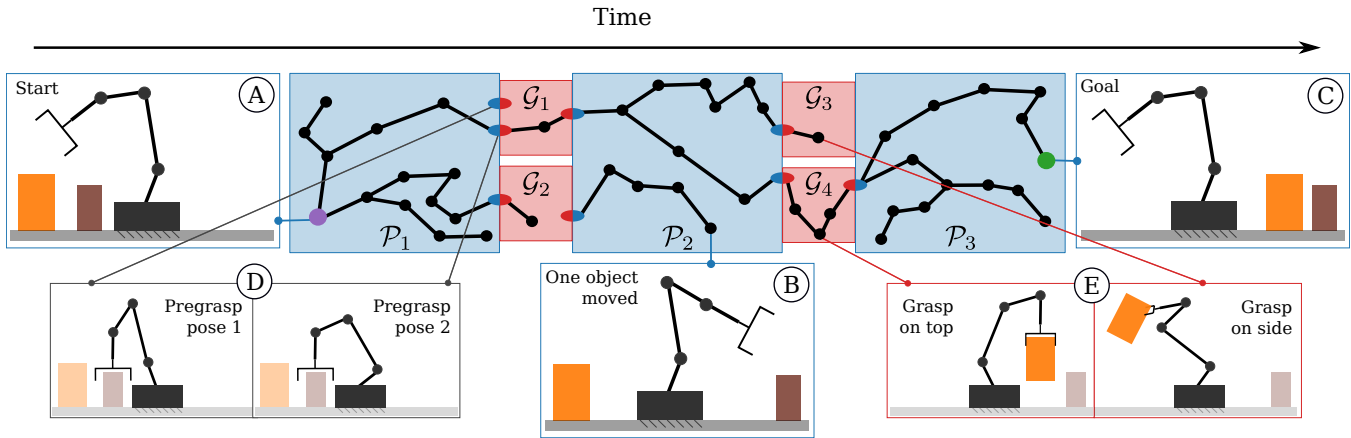 Time
Start
A
𝒢1
𝒢3
Goal
C
𝒢2
𝒢4
𝒫1
𝒫2
𝒫3
D
Pregrasp
pose 1
Pregrasp
pose 2
One object
moved
B
Grasp
on top
E
Grasp
on side